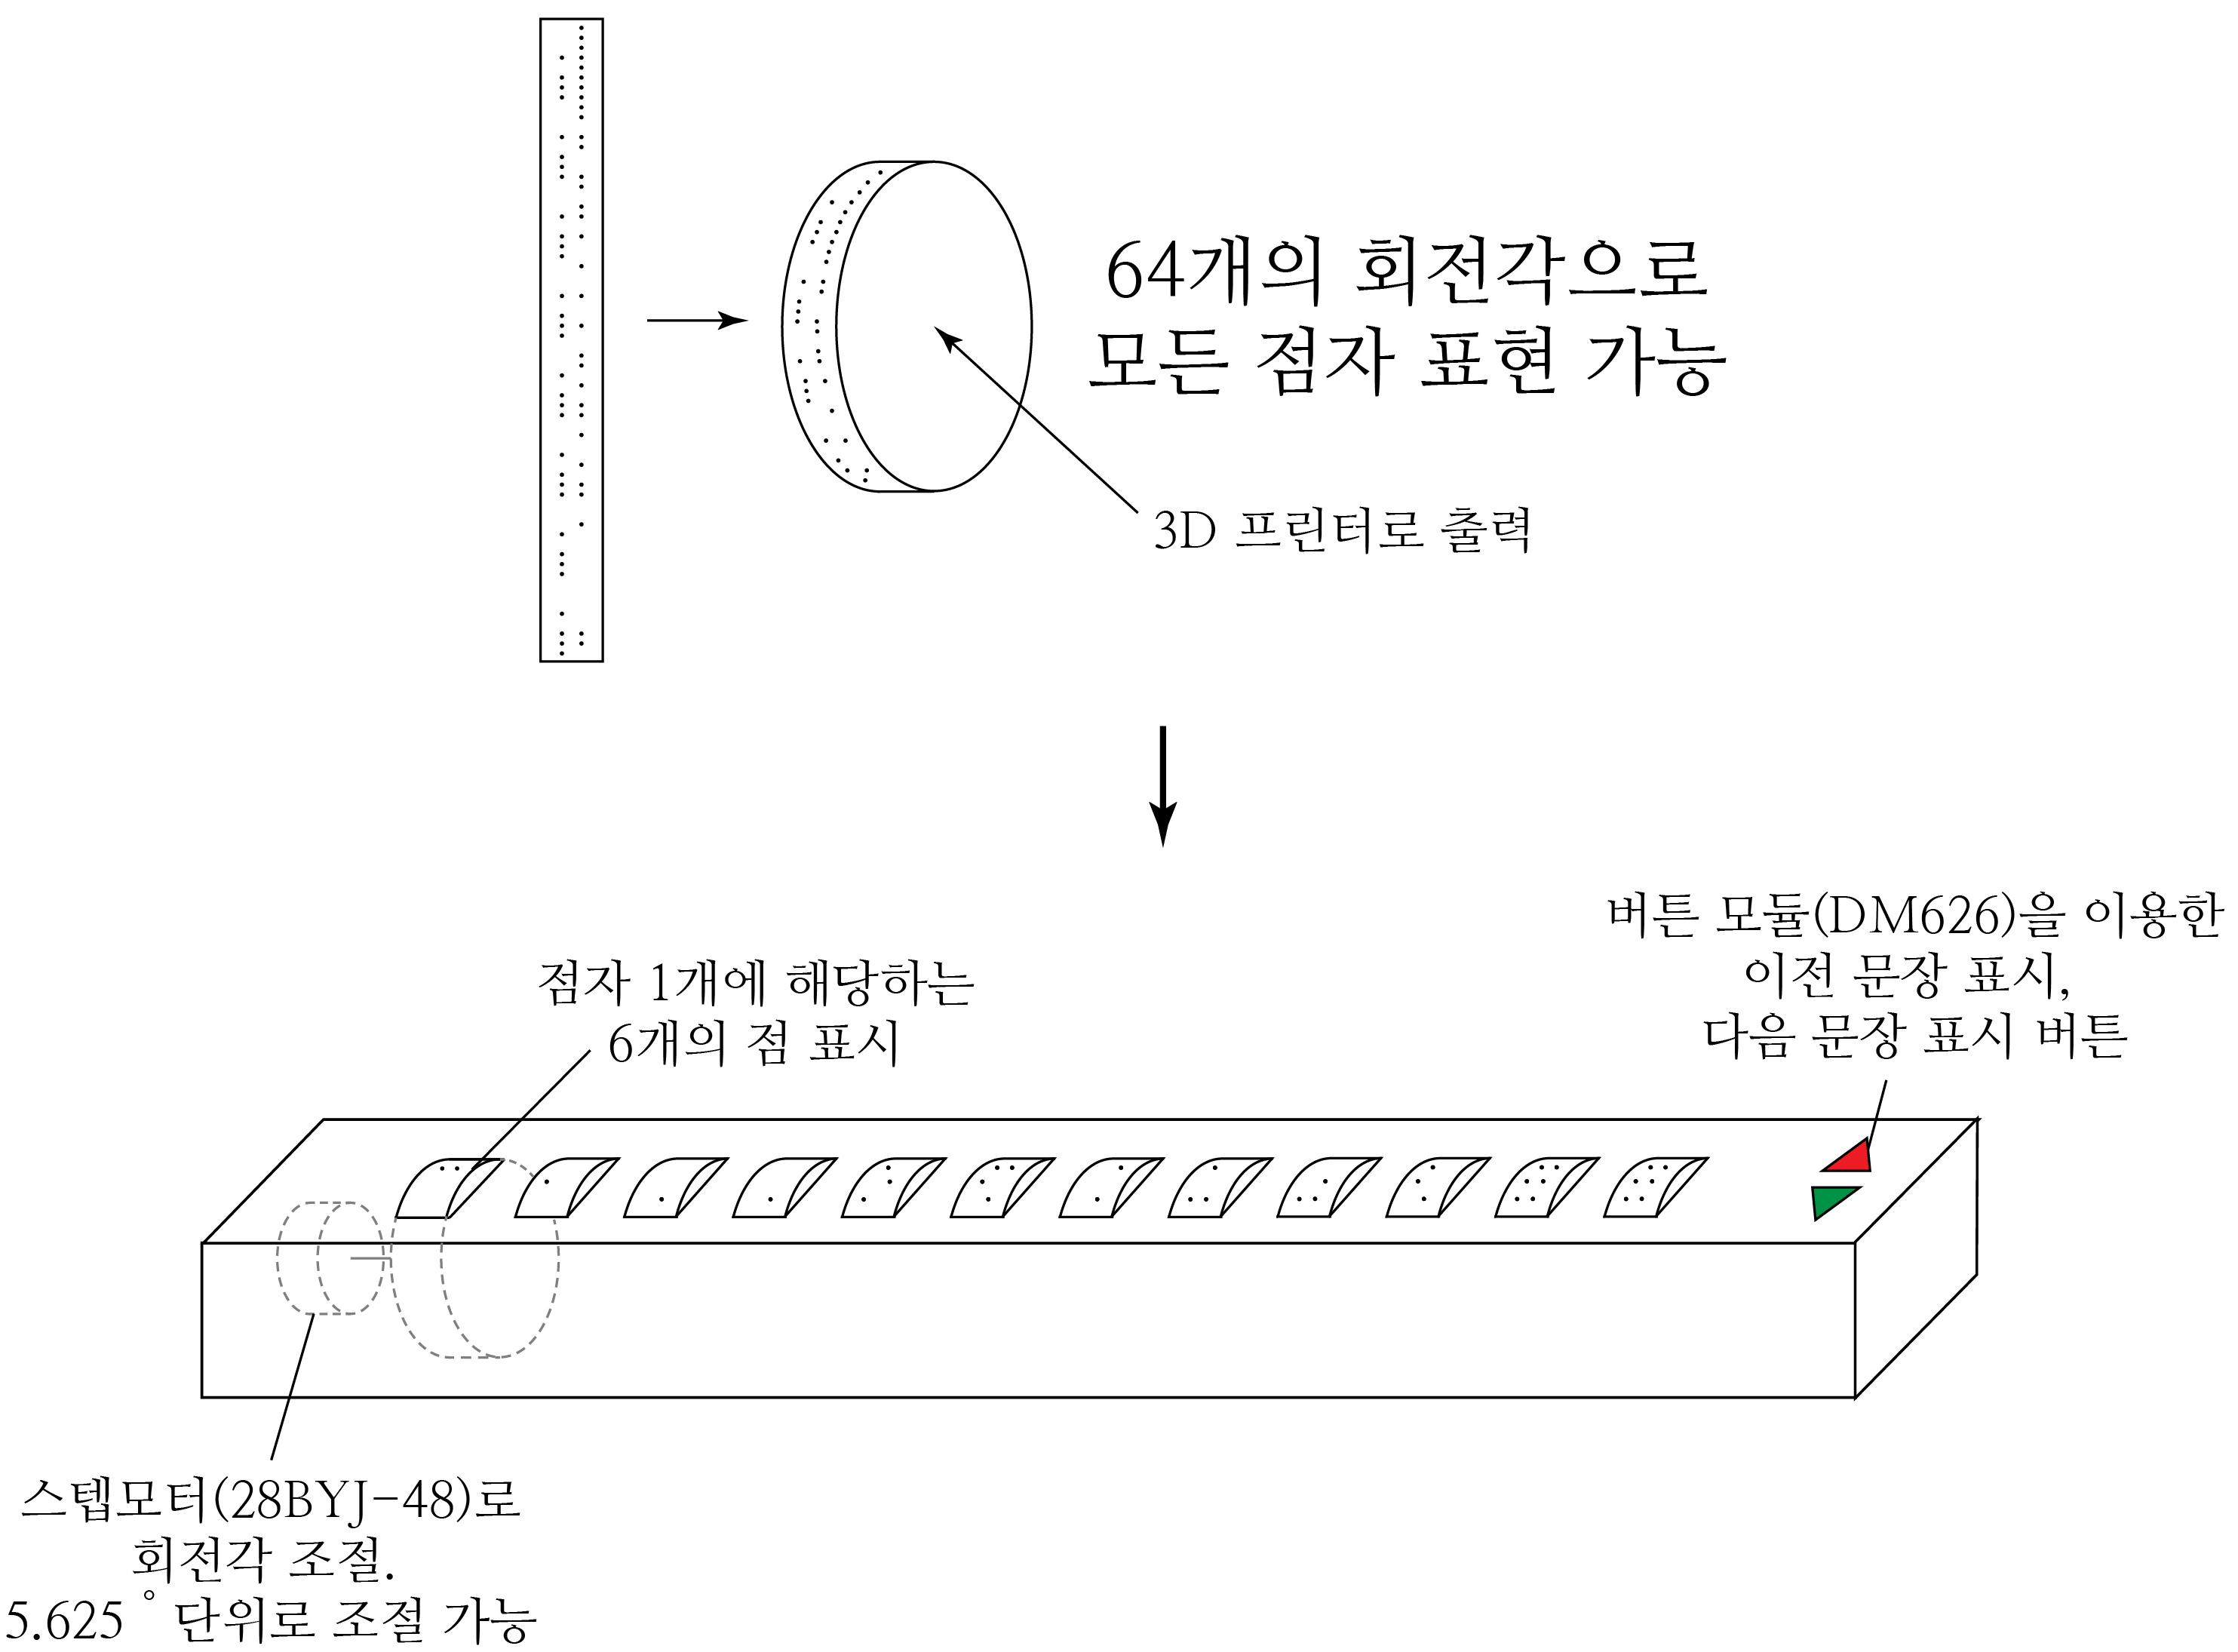 64개의 회전각으로
모든 점자 표현 가능
3D 프린터로 출력
버튼 모듈(DM626)을 이용한
이전 문장 표시,
다음 문장 표시 버튼
점자 1개에 해당하는
6개의 점 표시
스텝모터(28BYJ-48)로
회전각 조절.
5.625˚ 단위로 조절 가능